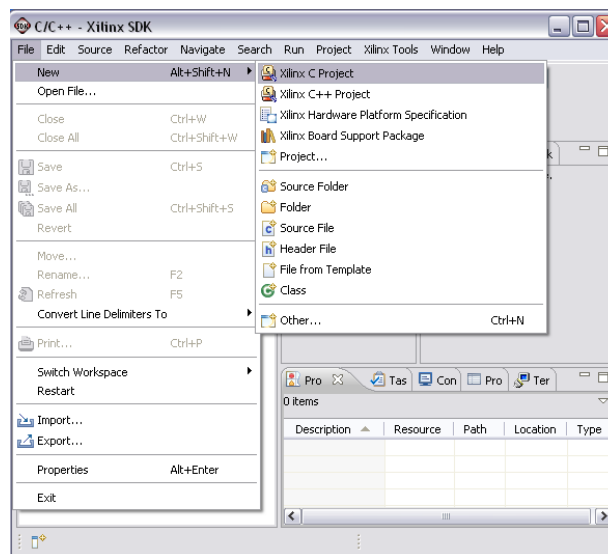 C/C++ - Xilinx SDK
File Edit Source Refactor Navigate Search Run Project Xilinx Tools Window Help
New Alt+Shift+N
Open File...
Close Ctrl+W
Close All Ctrl+Shift+W
Save Ctrl+S
Save As...
Save All Ctrl+Shift+S
Revert
Move...
Rename... F2
Refresh F5
Convert Line Delimiters To
Print... Ctrl+P
Switch Workspace
Restart
Import...
Export...
Properties Alt+Enter
Exit
Xilinx C Project
Xilinx C++ Project
Xilinx Hardware Platform Specification
Xilinx Board Support Package
Project...
Source Folder
Folder
Source File
Header File
File from Template
Class
Other... Ctrl+N
Pro Tas Con Pro Ter
0 items
Description Resource Path Location Type